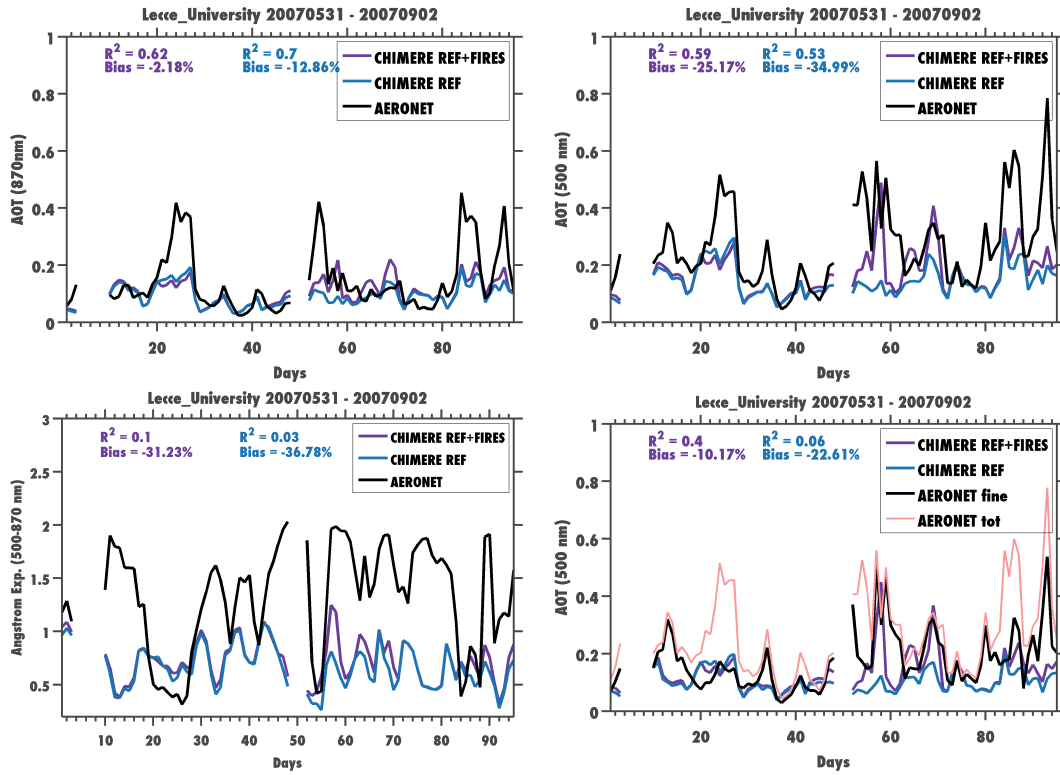 Lecce_University 20070531 - 20070902
R² = 0.62
Bias = -2.18%
R² = 0.7
Bias = -12.86%
CHIMERE REF+FIRES
CHIMERE REF
AERONET
AOT (870nm)
1
0.8
0.6
0.4
0.2
0
20 40 60 80
Days
Lecce_University 20070531 - 20070902
R² = 0.59
Bias = -25.17%
R² = 0.53
Bias = -34.99%
CHIMERE REF+FIRES
CHIMERE REF
AERONET
AOT (500 nm)
1
0.8
0.6
0.4
0.2
0
20 40 60 80
Days
Lecce_University 20070531 - 20070902
R² = 0.1
Bias = -31.23%
R² = 0.03
Bias = -36.78%
CHIMERE REF+FIRES
CHIMERE REF
AERONET
Angstrom Exp. (500-870 nm)
3
2.5
2
1.5
1
0.5
10 20 30 40 50 60 70 80 90
Days
Lecce_University 20070531 - 20070902
R² = 0.4
Bias = -10.17%
R² = 0.06
Bias = -22.61%
CHIMERE REF+FIRES
CHIMERE REF
AERONET fine
AERONET tot
AOT (500 nm)
1
0.8
0.6
0.4
0.2
0
20 40 60 80
Days